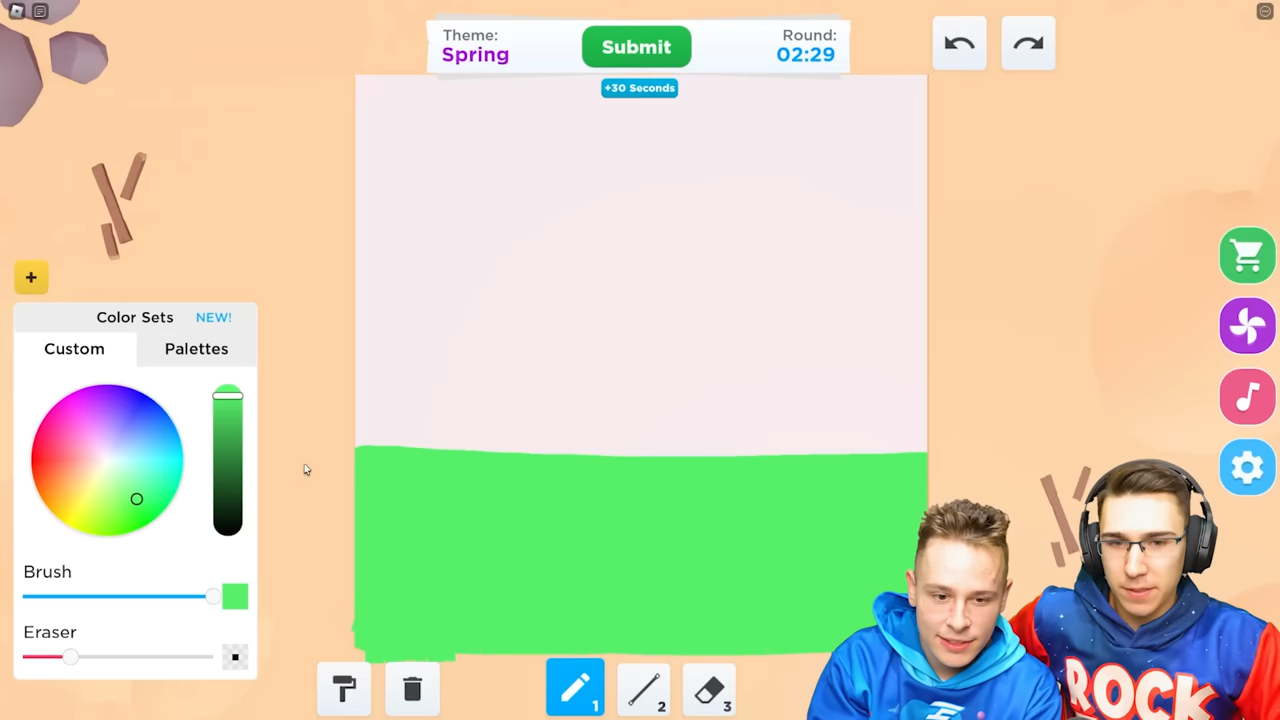 Theme:
Spring
Submit
Round:
02:29
+30 Seconds
+
Color Sets NEW!
Custom
Palettes
Brush
Eraser
1
2
3
ROCK